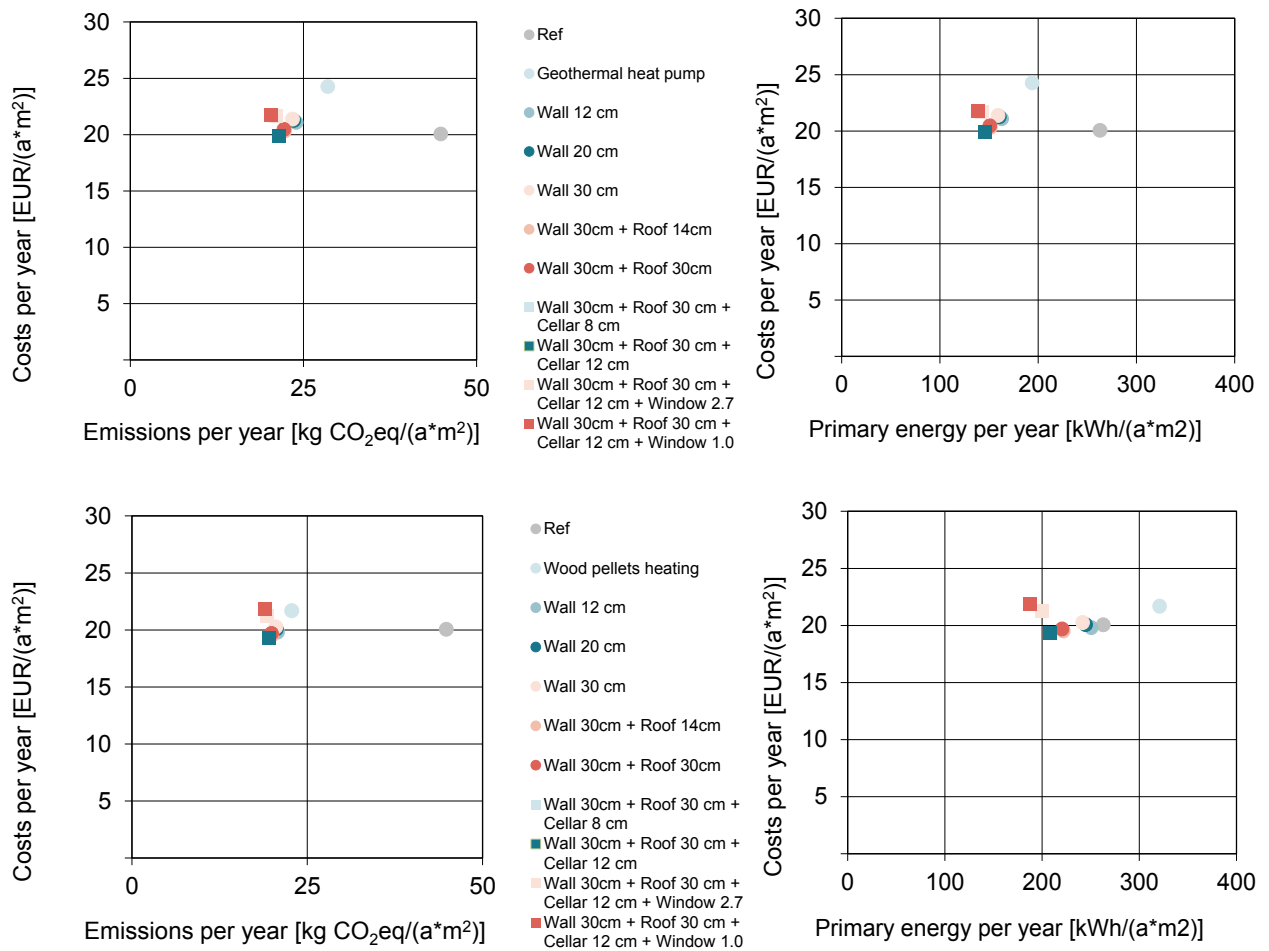 30
25
20
15
10
5
0
25
50
Costs per year [EUR/(a*m²)]
Emissions per year [kg CO₂eq/(a*m²)]
Ref
Geothermal heat pump
Wall 12 cm
Wall 20 cm
Wall 30 cm
Wall 30cm + Roof 14cm
Wall 30cm + Roof 30cm
Wall 30cm + Roof 30 cm +
Cellar 8 cm
Wall 30cm + Roof 30 cm +
Cellar 12 cm
Wall 30cm + Roof 30 cm +
Cellar 12 cm + Window 2.7
Wall 30cm + Roof 30 cm +
Cellar 12 cm + Window 1.0
30
25
20
15
10
5
0
100
200
300
400
Costs per year [EUR/(a*m²)]
Primary energy per year [kWh/(a*m2)]
30
25
20
15
10
5
0
25
50
Costs per year [EUR/(a*m²)]
Emissions per year [kg CO₂eq/(a*m²)]
Ref
Wood pellets heating
Wall 12 cm
Wall 20 cm
Wall 30 cm
Wall 30cm + Roof 14cm
Wall 30cm + Roof 30cm
Wall 30cm + Roof 30 cm +
Cellar 8 cm
Wall 30cm + Roof 30 cm +
Cellar 12 cm
Wall 30cm + Roof 30 cm +
Cellar 12 cm + Window 2.7
Wall 30cm + Roof 30 cm +
Cellar 12 cm + Window 1.0
30
25
20
15
10
5
0
100
200
300
400
Costs per year [EUR/(a*m²)]
Primary energy per year [kWh/(a*m2)]